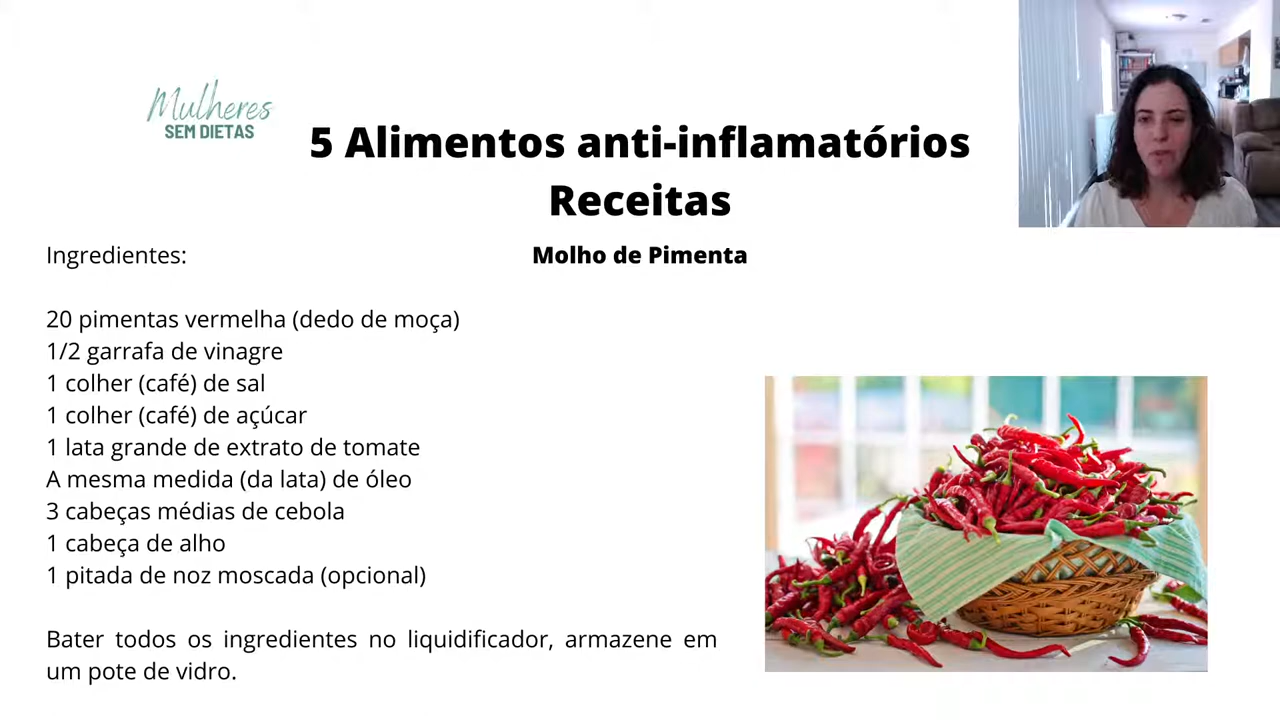 Mulheres
SEM DIETAS
5 Alimentos anti-inflamatórios
Receitas
Molho de Pimenta
Ingredientes:
20 pimentas vermelha (dedo de moça)
1/2 garrafa de vinagre
1 colher (café) de sal
1 colher (café) de açúcar
1 lata grande de extrato de tomate
A mesma medida (da lata) de óleo
3 cabeças médias de cebola
1 cabeça de alho
1 pitada de noz moscada (opcional)
Bater todos os ingredientes no liquidificador, armazene em
um pote de vidro.